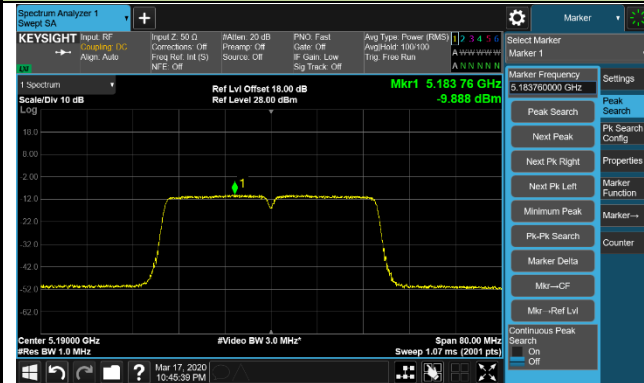 Spectrum Analyzer 1
Swept SA
+
Marker
KEYSIGHT
Input: RF
Coupling: DC
Align: Auto
Input Z: 50 Ω
Corrections: Off
Freq Ref: Int (S)
NFE: Off
#Atten: 20 dB
Preamp: Off
Source: Off
PNO: Fast
Gate: Off
IF Gain: Low
Sig Track: Off
Avg Type: Power (RMS)
Avg|Hold: 100/100
Trig: Free Run
1 2 3 4 5 6
A W W W W W
A N N N N N
Select Marker
Marker 1
1 Spectrum
Scale/Div 10 dB
Log
Ref Lvl Offset 18.00 dB
Ref Level 28.00 dBm
Mkr1 5.183 76 GHz
-9.888 dBm
18.0
8.00
-2.00
-12.0
-22.0
-32.0
-42.0
-52.0
-62.0
1
Center 5.19000 GHz
#Res BW 1.0 MHz
#Video BW 3.0 MHz*
Span 80.00 MHz
Sweep 1.07 ms (2001 pts)
Marker Frequency
5.183760000 GHz
Peak Search
Next Peak
Next Pk Right
Next Pk Left
Minimum Peak
Pk-Pk Search
Marker Delta
Mkr→CF
Mkr→Ref Lvl
Continuous Peak
Search
On
Off
Settings
Peak
Search
Pk Search
Config
Properties
Marker
Function
Marker→
Counter
?
Mar 17, 2020
10:45:39 PM